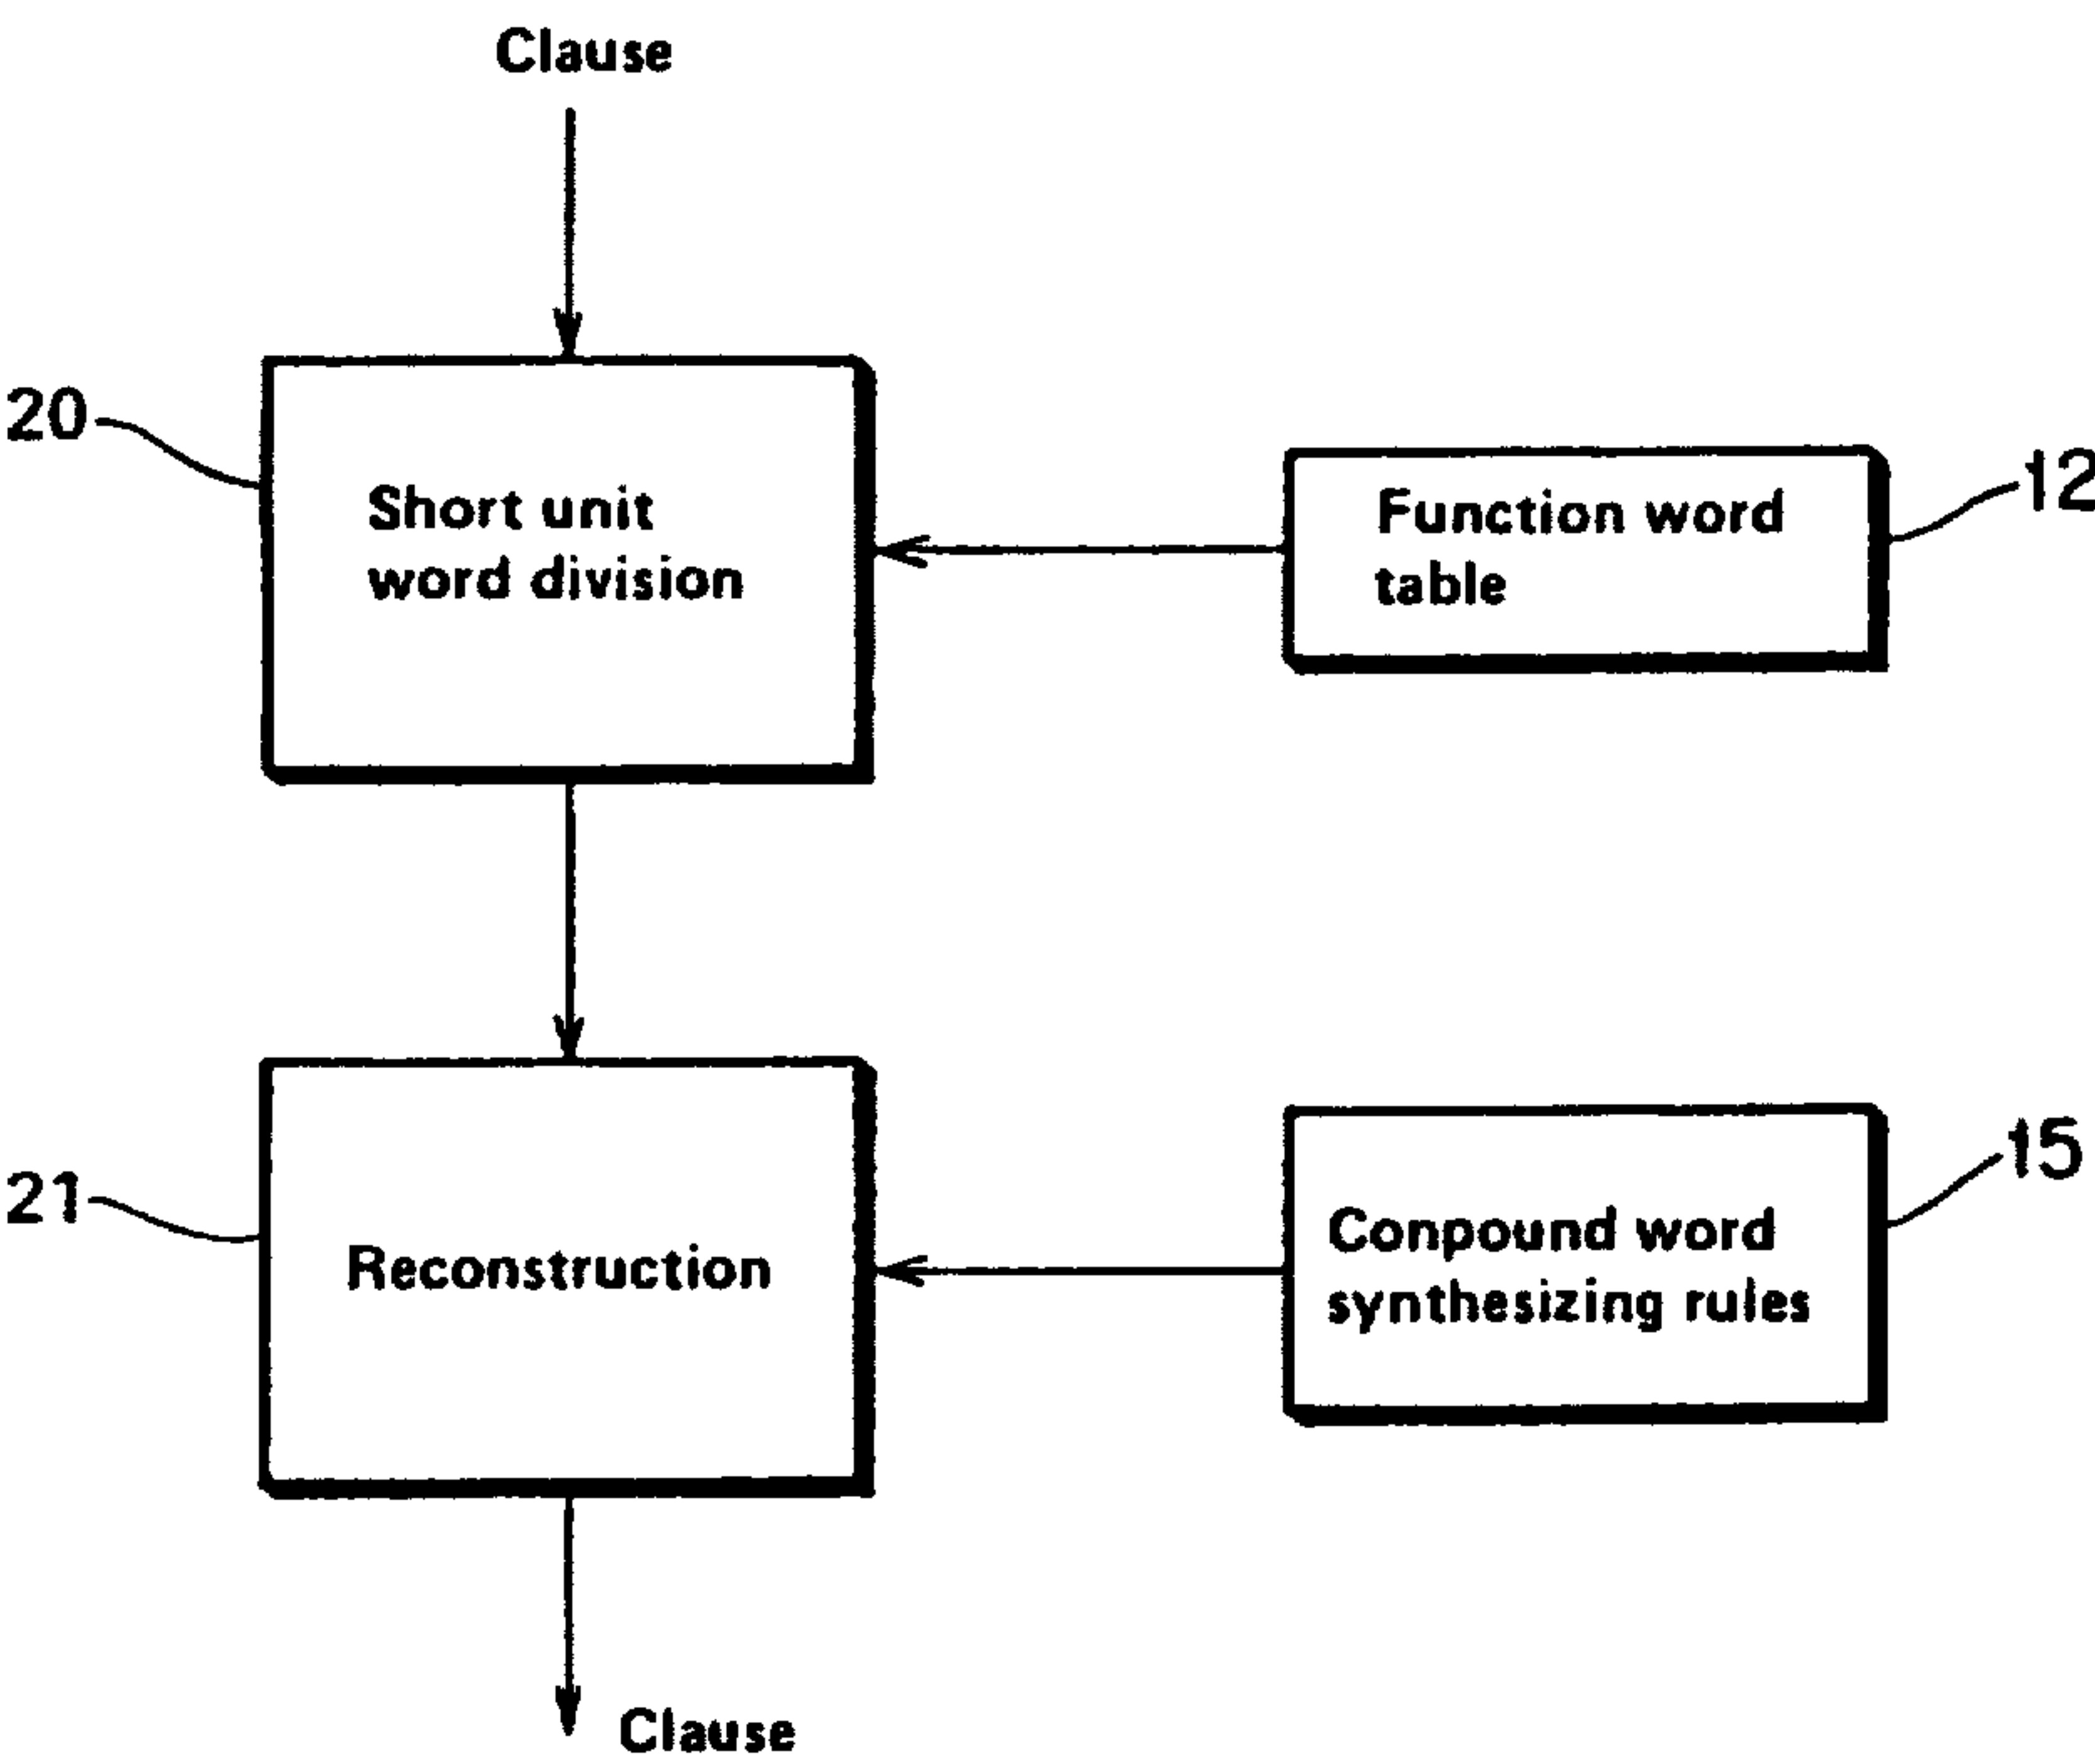 Clause
20
Short unit
word division
Function word
table
12
21
Reconstruction
Conpound word
synthesizing rules
15
Clause